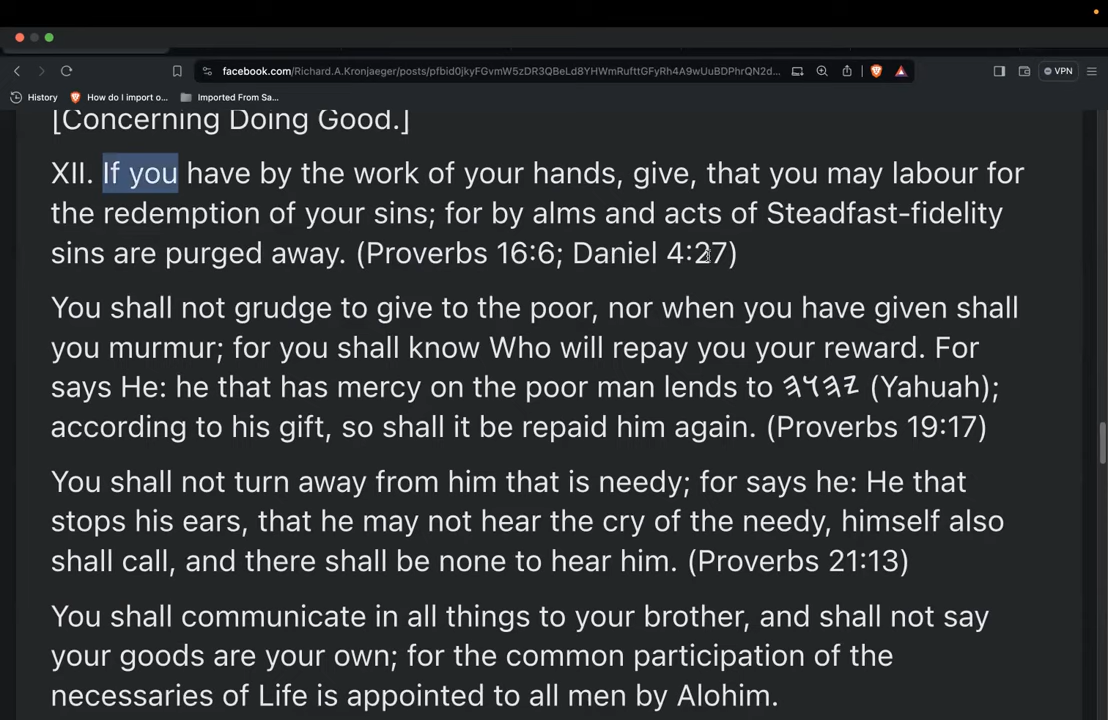 facebook.com/Richard.A.Kronjaeger/posts/pfbid0jkyFGvmW5zDR3QBeLd8YHWmRufttGFyRh4A9wUuBDPhrQN2d...
VPN
History
How do I import o...
Imported From Sa...
[Concerning Doing Good.]
XII. If you have by the work of your hands, give, that you may labour for
the redemption of your sins; for by alms and acts of Steadfast-fidelity
sins are purged away. (Proverbs 16:6; Daniel 4:27)
You shall not grudge to give to the poor, nor when you have given shall
you murmur; for you shall know Who will repay you your reward. For
says He: he that has mercy on the poor man lends to 𐤉𐤄𐤅𐤄 (Yahuah);
according to his gift, so shall it be repaid him again. (Proverbs 19:17)
You shall not turn away from him that is needy; for says he: He that
stops his ears, that he may not hear the cry of the needy, himself also
shall call, and there shall be none to hear him. (Proverbs 21:13)
You shall communicate in all things to your brother, and shall not say
your goods are your own; for the common participation of the
necessaries of Life is appointed to all men by Alohim.